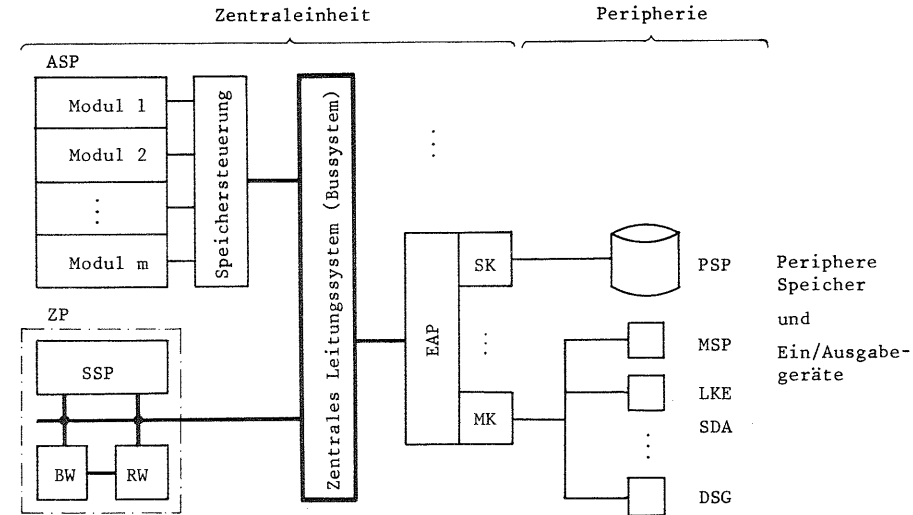 Zentraleinheit
Peripherie
ASP
Modul 1
Modul 2
Modul m
Speichersteuerung
Zentrales Leitungssystem (Bussystem)
ZP
SSP
BW
RW
EAP
SK
MK
PSP
MSP
LKE
SDA
DSG
Periphere
Speicher
und
Ein/Ausgabe-
geräte